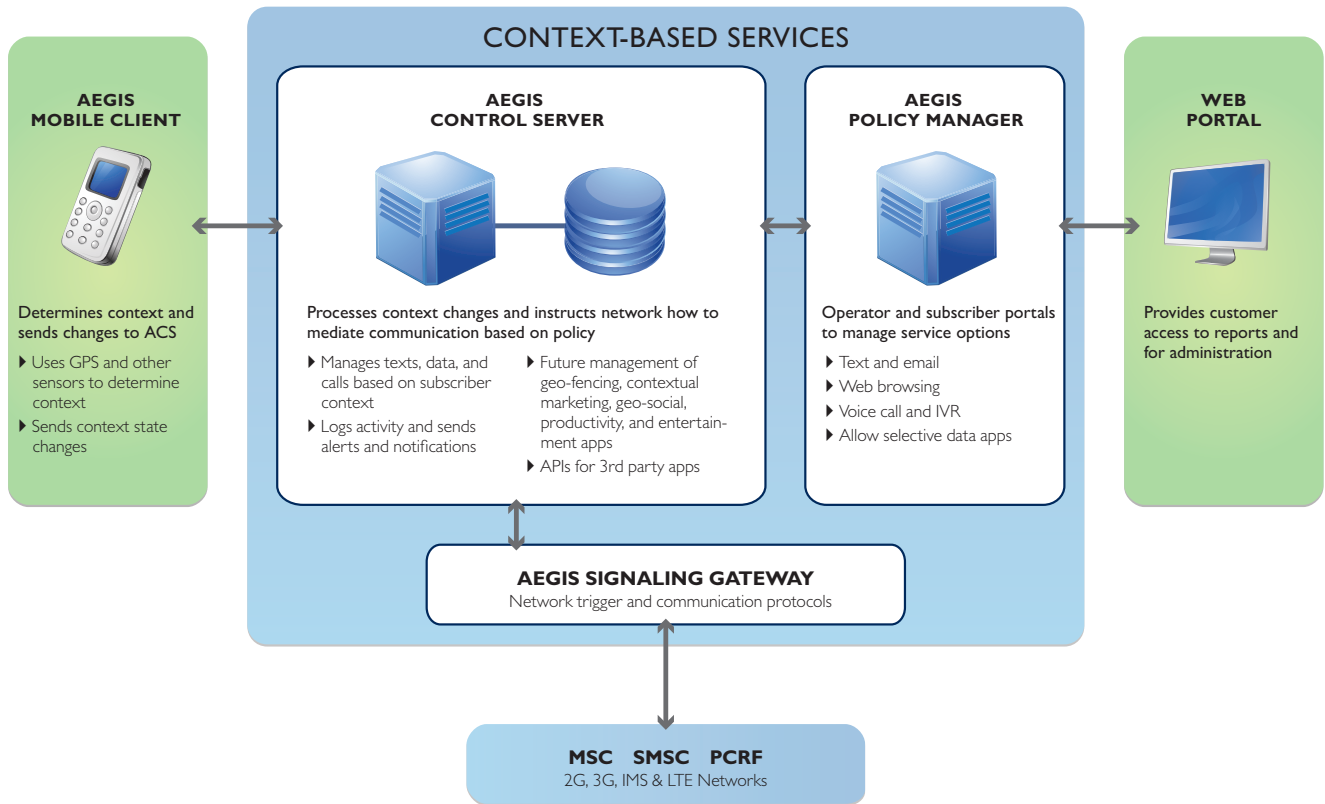 CONTEXT-BASED SERVICES
AEGIS
MOBILE CLIENT
Determines context and
sends changes to ACS
Uses GPS and other
sensors to determine
context
Sends context state
changes
AEGIS
CONTROL SERVER
Processes context changes and instructs network how to
mediate communication based on policy
Manages texts, data, and
calls based on subscriber
context
Logs activity and sends
alerts and notifications
Future management of
geo-fencing, contextual
marketing, geo-social,
productivity, and entertain-
ment apps
APIs for 3rd party apps
AEGIS
POLICY MANAGER
Operator and subscriber portals
to manage service options
Text and email
Web browsing
Voice call and IVR
Allow selective data apps
WEB
PORTAL
Provides customer
access to reports and
for administration
AEGIS SIGNALING GATEWAY
Network trigger and communication protocols
MSC SMSC PCRF
2G, 3G, IMS & LTE Networks